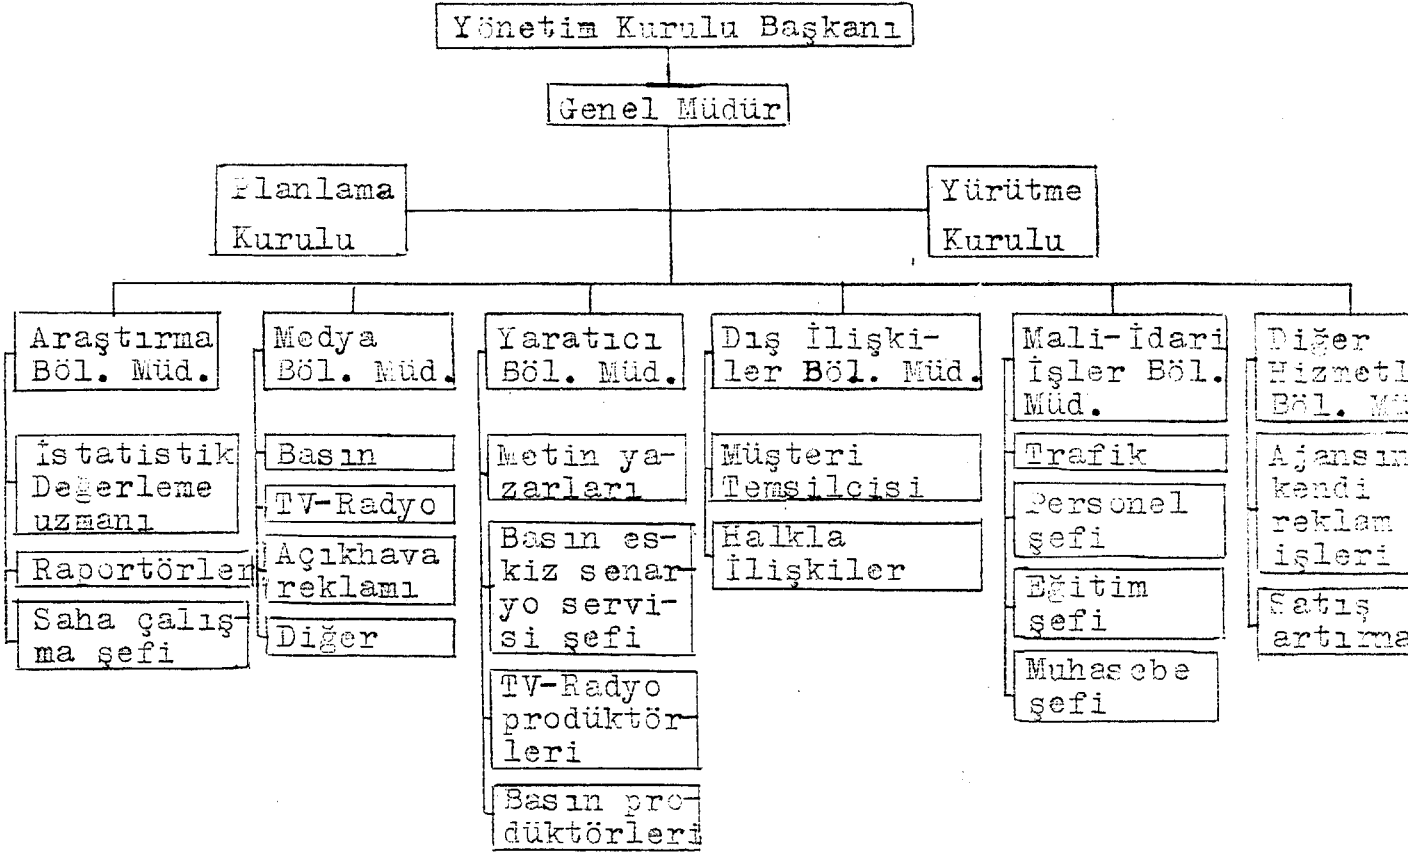 Yönetim Kurulu Başkanı
Genel Müdür
Planlama
Kurulu
Yürütme
Kurulu
Araştırma
Böl. Müd.
İstatistik
Değerleme
uzmanı
Raportörler
Saha çalış-
ma şefi
Medya
Böl. Müd.
Basın
TV-Radyo
Açıkhava
reklamı
Diğer
Yaratıcı
Böl. Müd.
Metin ya-
zarları
Basın es-
kiz senar
yo servi-
si şefi
TV-Radyo
prodüktör-
leri
Basın pro-
düktörleri
Dış İlişki-
ler Böl. Müd.
Müşteri
Temsilcisi
Halkla
İlişkiler
Mali-İdari
İşler Böl.
Müd.
Trafik
Personel
şefi
Eğitim
şefi
Muhasebe
şefi
Diğer
Hizmetl
Böl. Mü
Ajansın
kendi
reklam
işleri
Satış
artırma